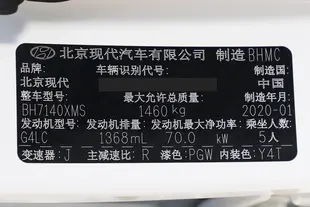 北京现代汽车有限公司 制造 BHMC
品牌: 车辆识别代号: 制造国:
北京现代 中国
整车型号: 最大允许总质量: 制造年月:
BH7140XMS 1460kg 2020-01
发动机型号: 发动机排量: 发动机最大净功率: 乘坐人数:
G4LC 1368mL 70.0 kW 5人
变速器: J 主减速比: R 漆色: PGW 内装色: Y4T